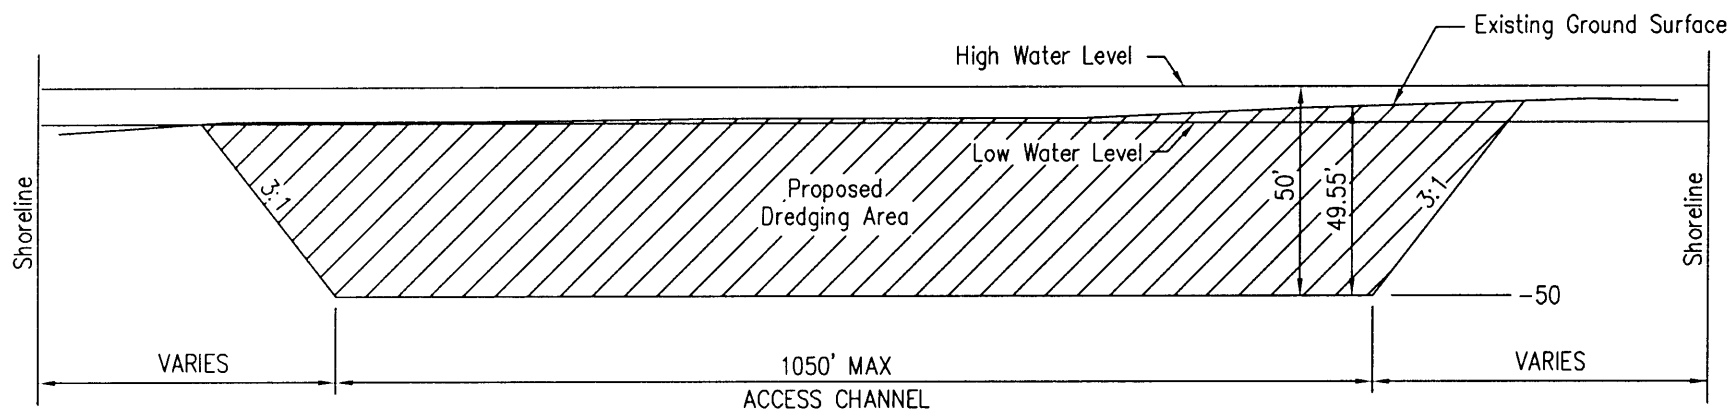 Existing Ground Surface
High Water Level
Low Water Level
Proposed
Dredging Area
3:1
50'
49.55'
3:1
Shoreline
Shoreline
-50
VARIES
1050' MAX
VARIES
ACCESS CHANNEL